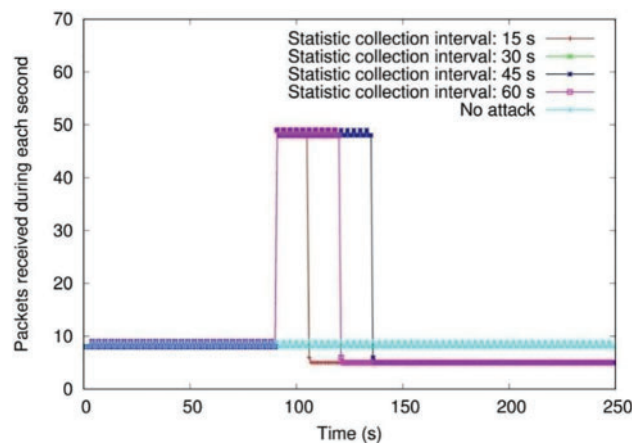 70
60
50
40
30
20
10
0
Packets received during each second
Statistic collection interval: 15 s
Statistic collection interval: 30 s
Statistic collection interval: 45 s
Statistic collection interval: 60 s
No attack
0 50 100 150 200 250
Time (s)